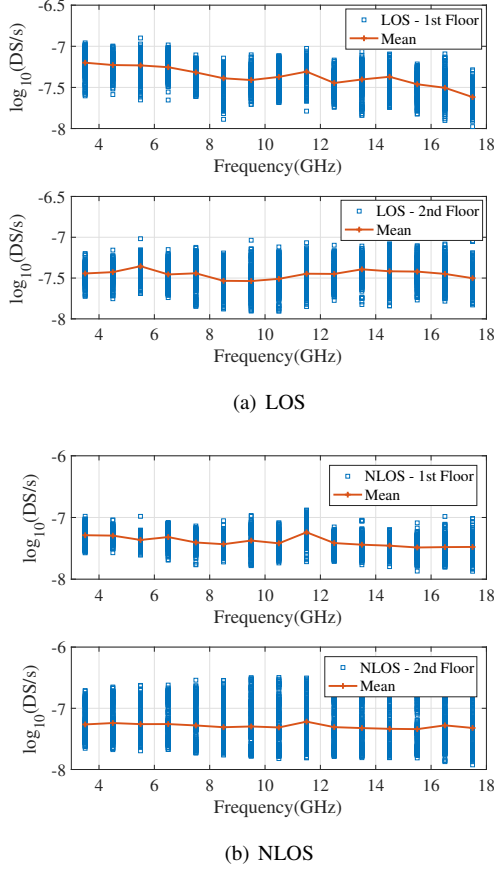 -6.5
-7
-7.5
-8
log10(DS/s)
LOS - 1st Floor
Mean
4 6 8 10 12 14 16 18
Frequency(GHz)
-6.5
-7
-7.5
-8
log10(DS/s)
LOS - 2nd Floor
Mean
4 6 8 10 12 14 16 18
Frequency(GHz)
(a) LOS
-6
-7
-8
log10(DS/s)
NLOS - 1st Floor
Mean
4 6 8 10 12 14 16 18
Frequency(GHz)
-6
-7
-8
log10(DS/s)
NLOS - 2nd Floor
Mean
4 6 8 10 12 14 16 18
Frequency(GHz)
(b) NLOS